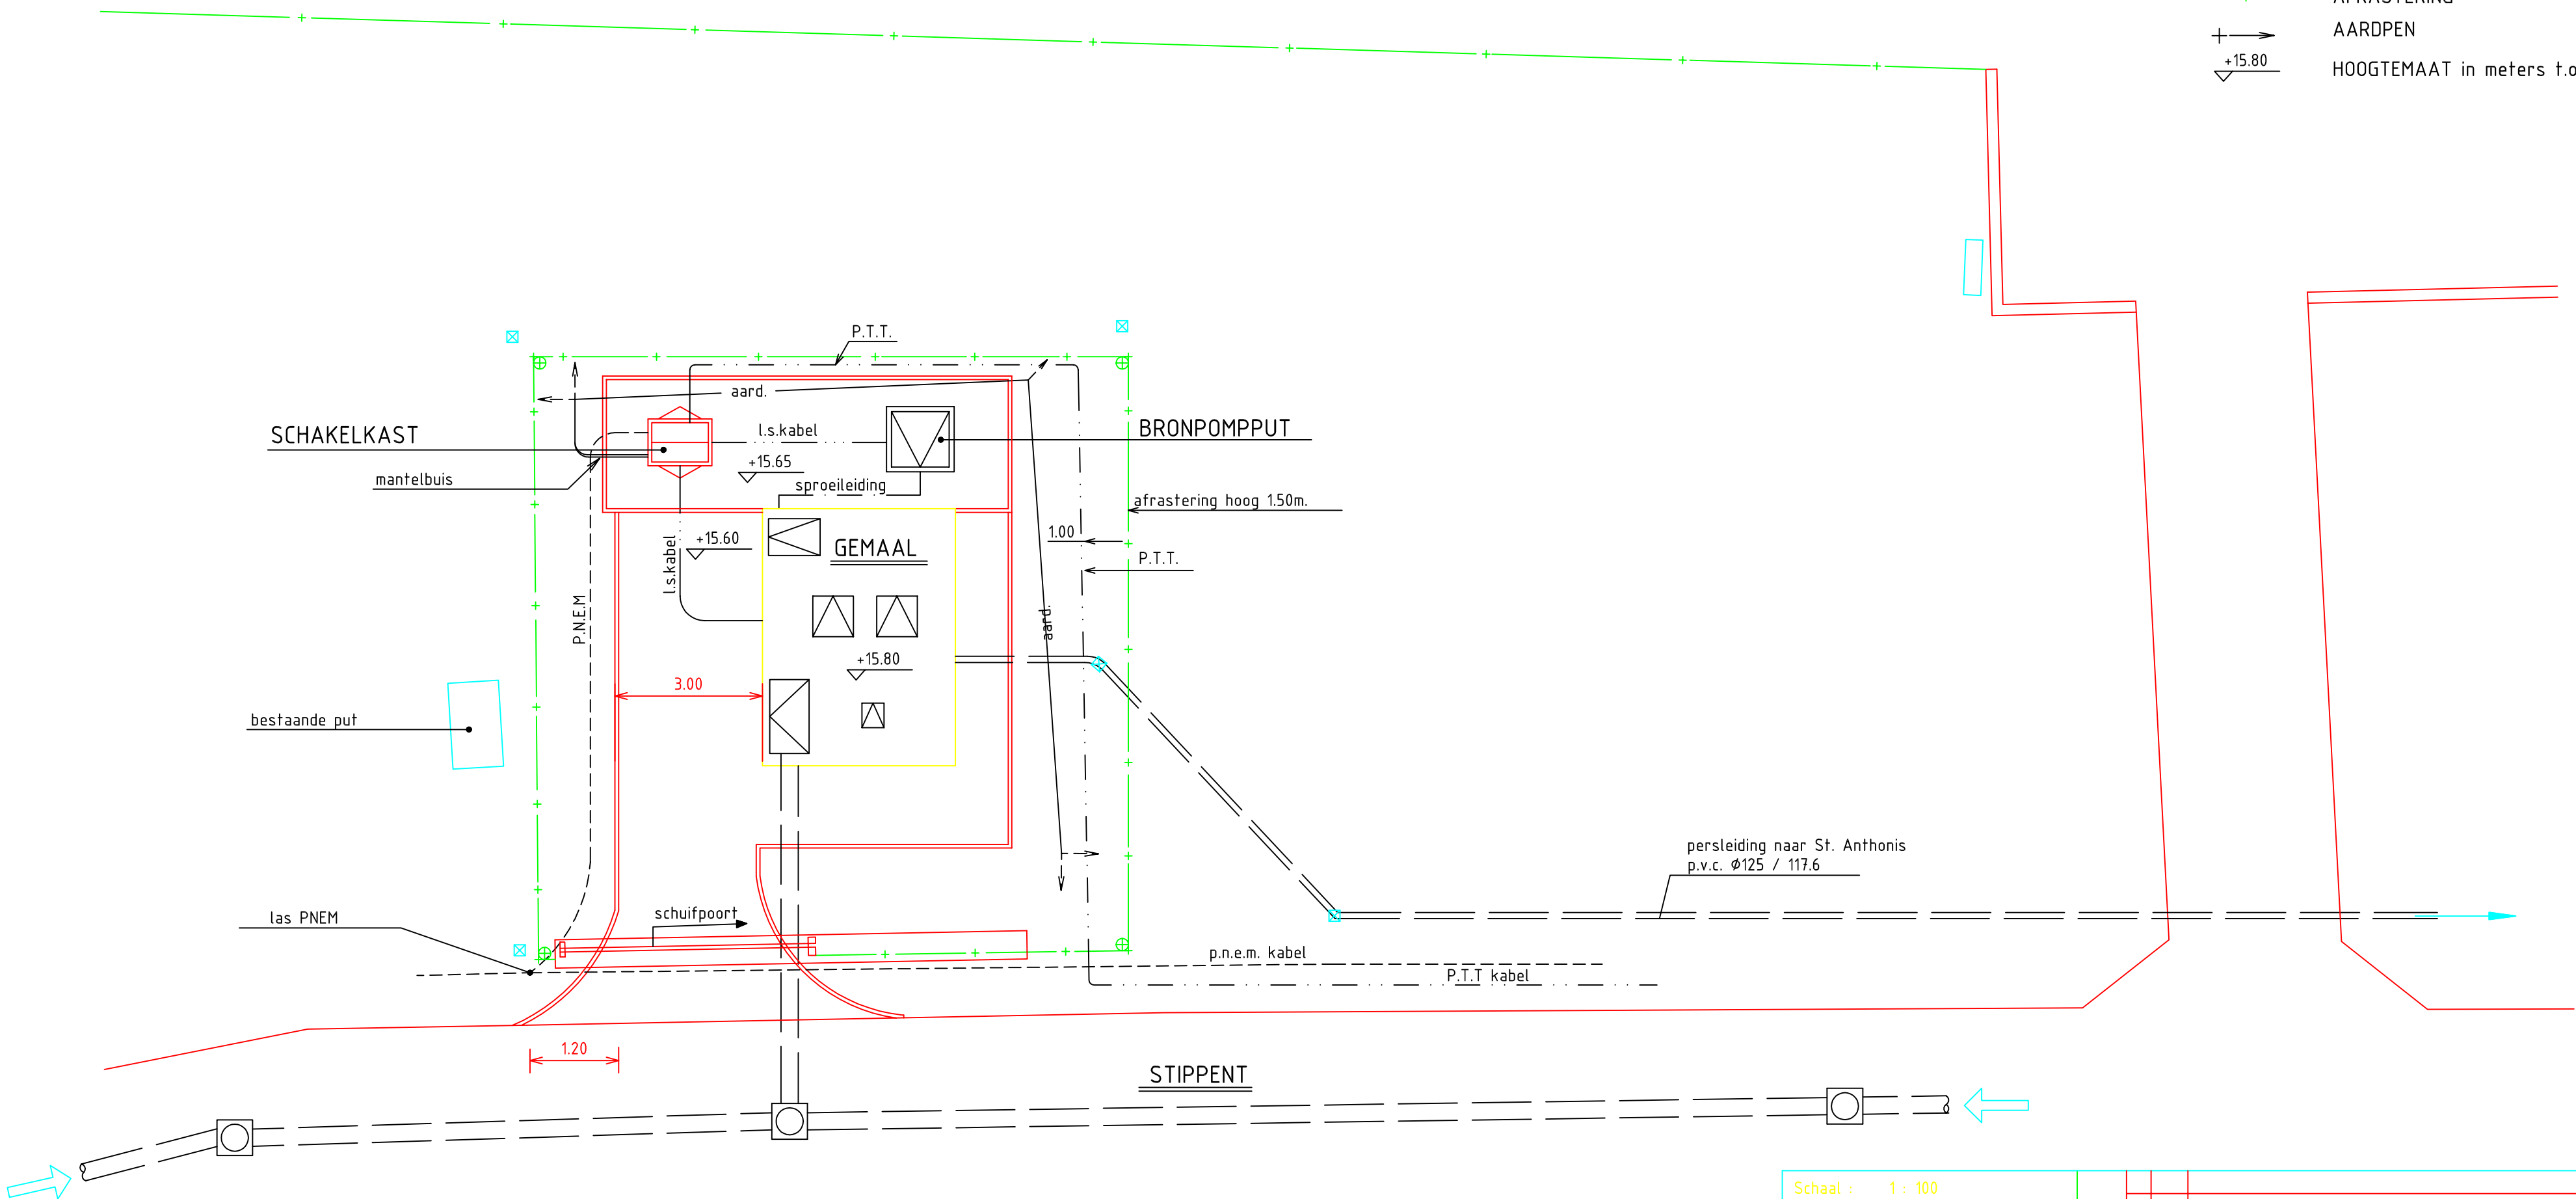 AFRASTERING
AARDPEN
+15.80
HOOGTEMAAT in meters t.o
P.T.T.
aard.
SCHAKELKAST
l.s.kabel
BRONPOMPPUT
+15.65
mantelbuis
sproeileiding
afrastering hoog 1.50m.
1.00
+15.60
l.s.kabel
GEMAAL
P.T.T.
P.N.E.M
aard.
+15.80
3.00
bestaande put
persleiding naar St. Anthonis
p.v.c. Ø125 / 117.6
las PNEM
schuifpoort
p.n.e.m. kabel
P.T.T kabel
1.20
STIPPENT
Schaal : 1 : 100